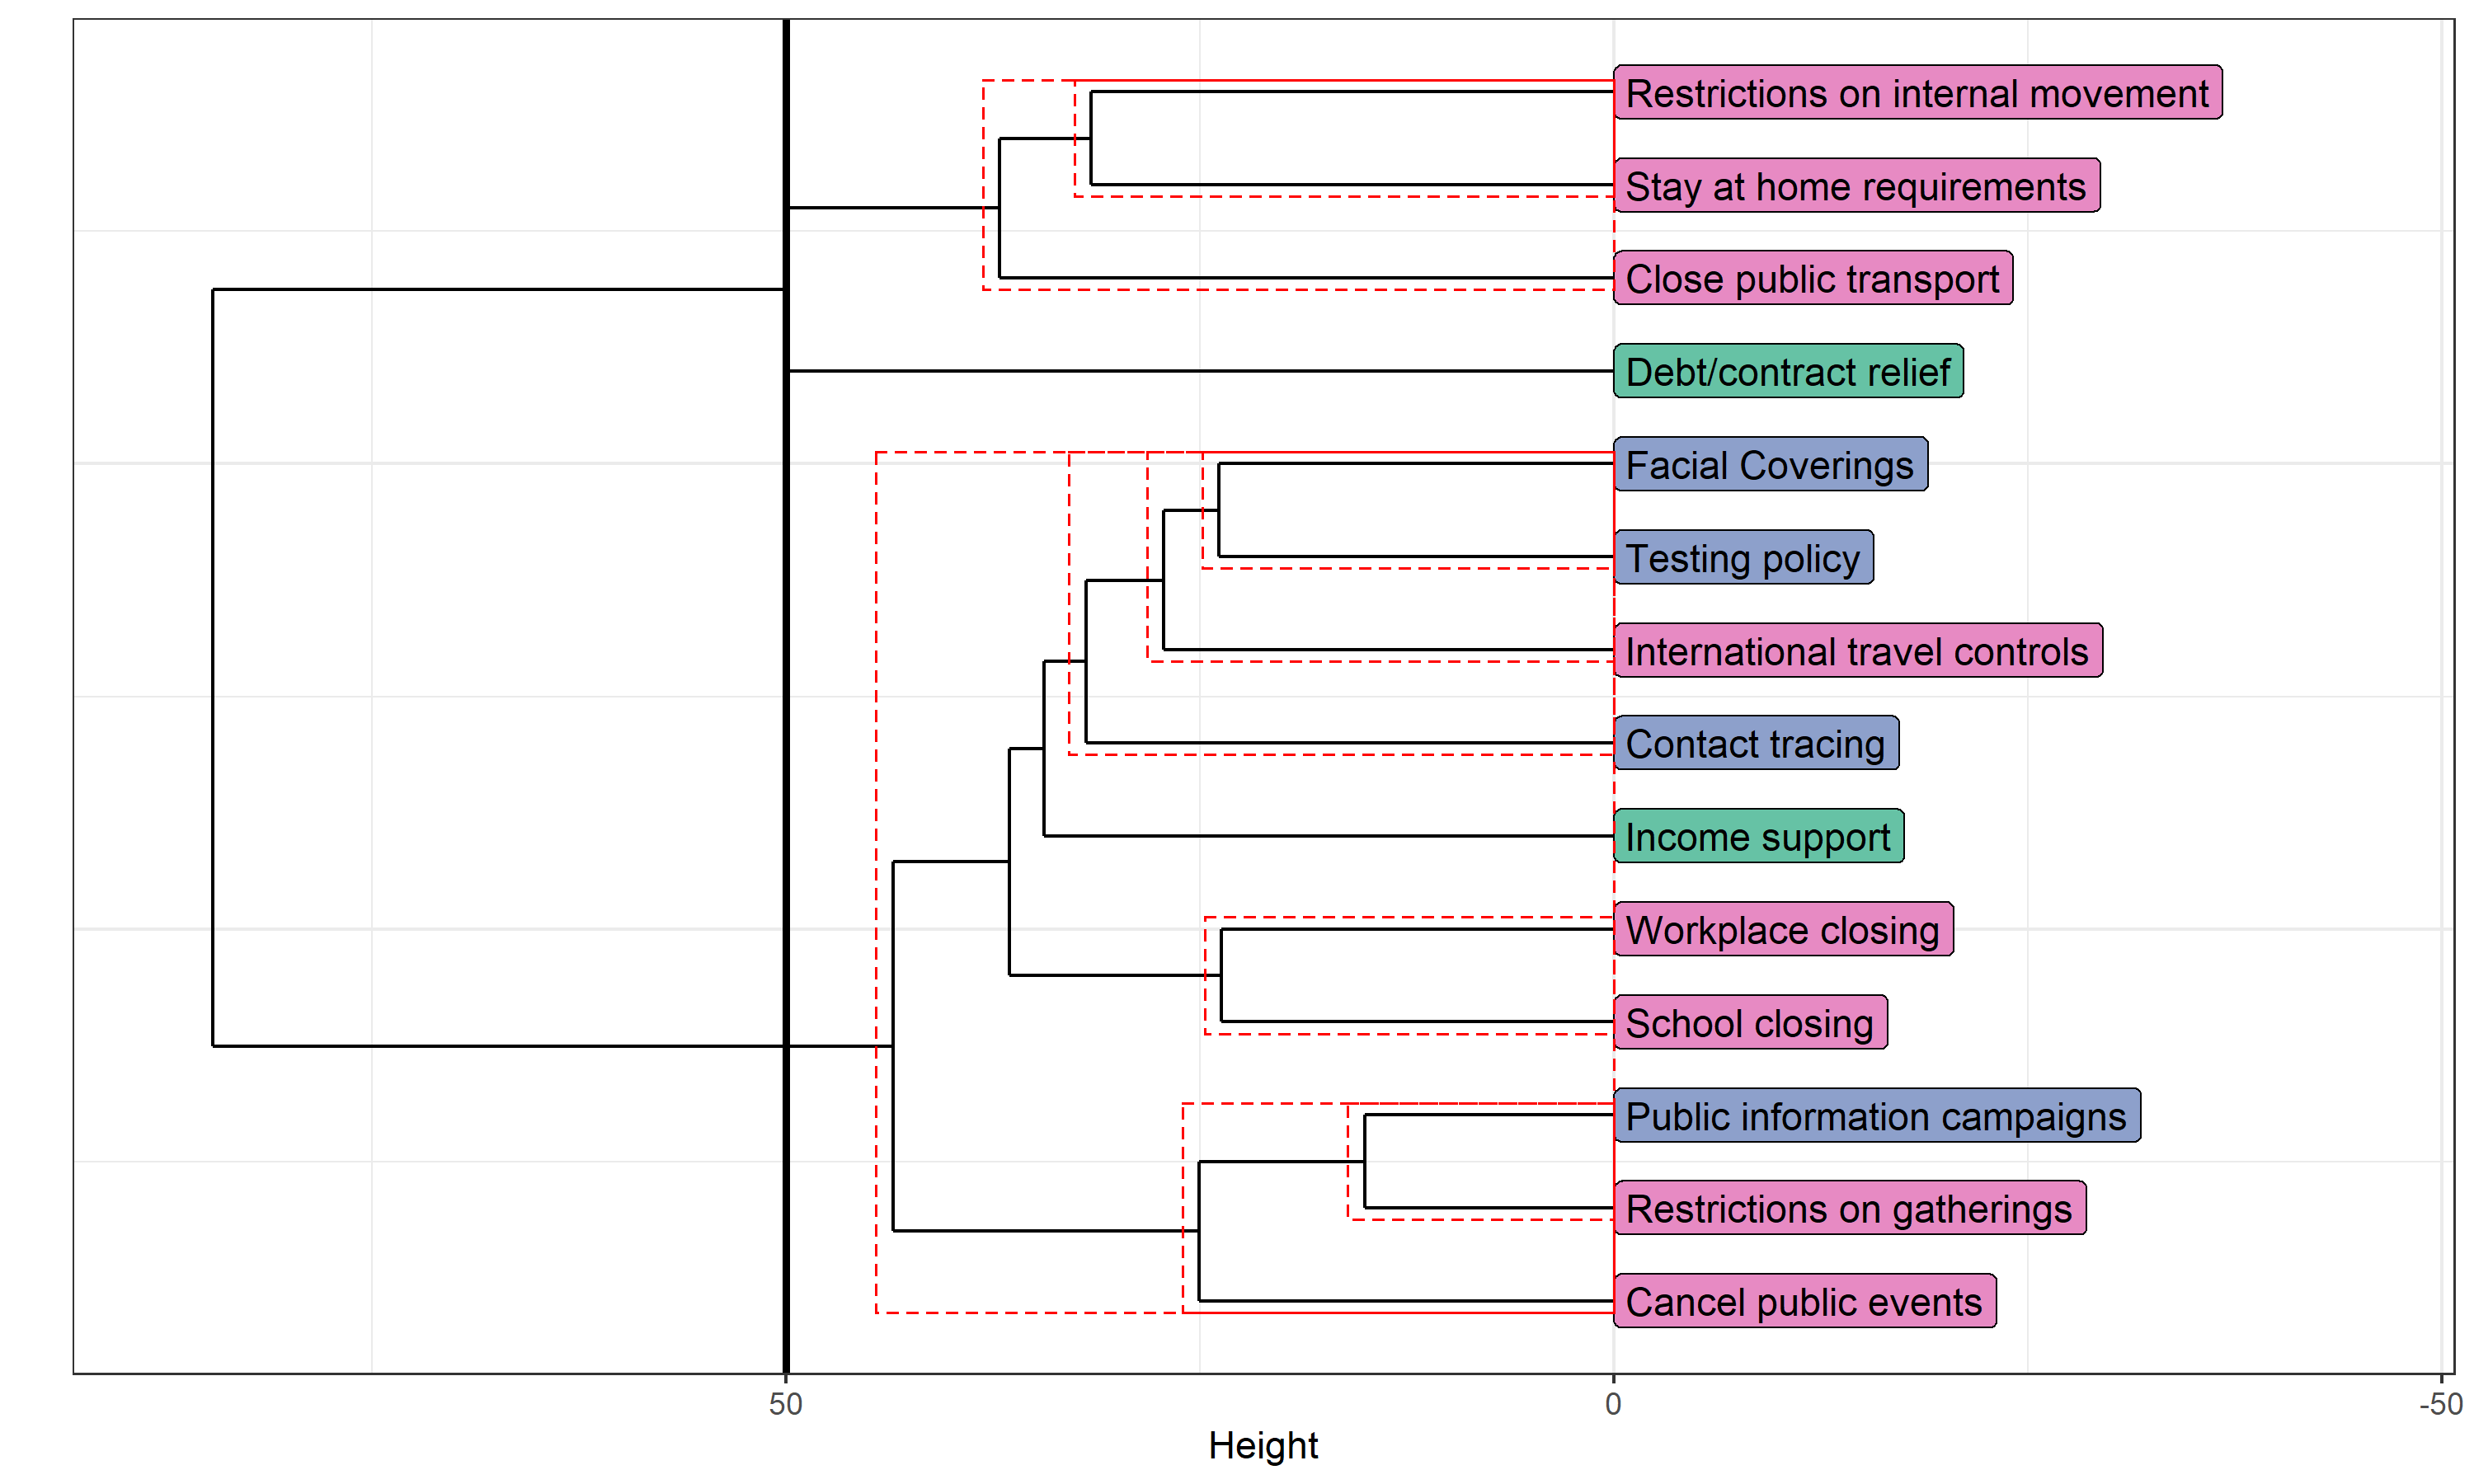 Restrictions on internal movement
Stay at home requirements
Close public transport
Debt/contract relief
Facial Coverings
Testing policy
International travel controls
Contact tracing
Income support
Workplace closing
School closing
Public information campaigns
Restrictions on gatherings
Cancel public events
50 0 -50
Height